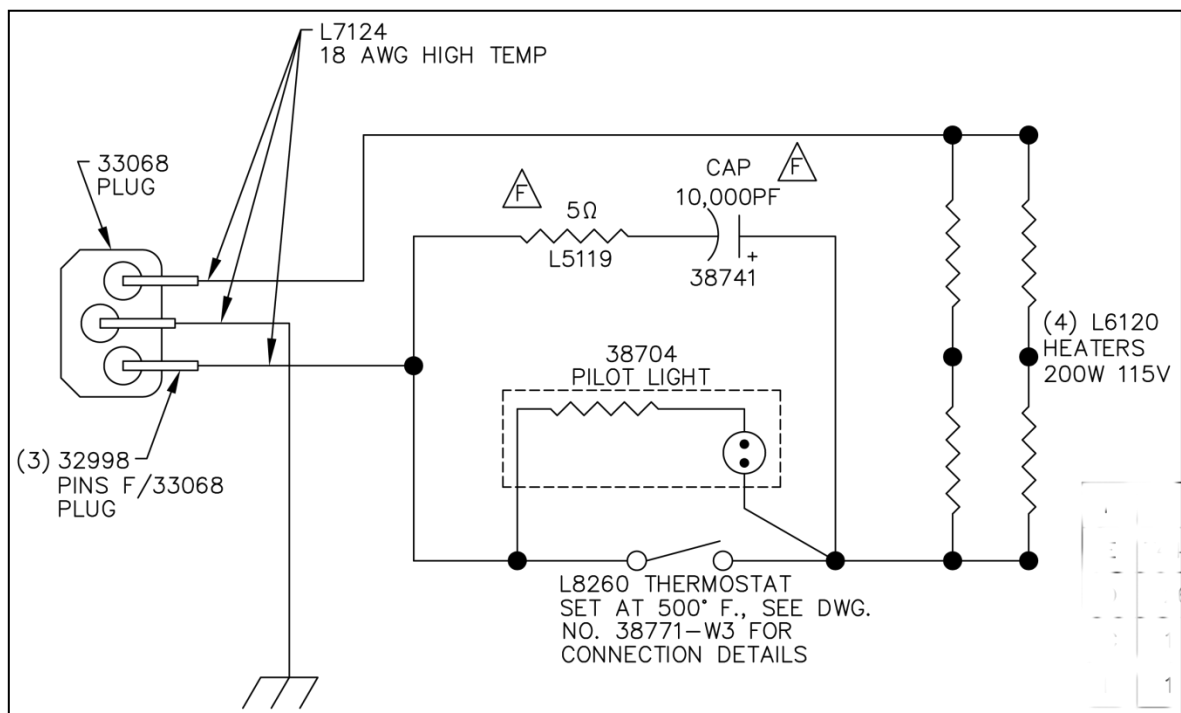 L7124
18 AWG HIGH TEMP
33068
PLUG
F
CAP
F
10,000PF
5Ω
L5119
+
38741
(4) L6120
HEATERS
200W 115V
38704
PILOT LIGHT
(3) 32998
PINS F/33068
PLUG
L8260 THERMOSTAT
SET AT 500° F., SEE DWG.
NO. 38771-W3 FOR
CONNECTION DETAILS
1
1